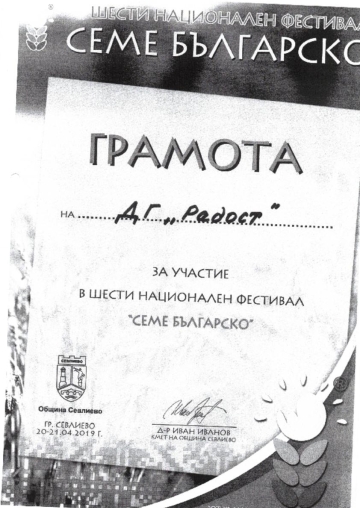 ШЕСТИ НАЦИОНАЛЕН ФЕСТИВАЛ
СЕМЕ БЪЛГАРСКО
ГРАМОТА
НА ДГ „Радост“
ЗА УЧАСТИЕ
В ШЕСТИ НАЦИОНАЛЕН ФЕСТИВАЛ
"СЕМЕ БЪЛГАРСКО"
СЕВЛИЕВО
Община Севлиево
ГР. СЕВЛИЕВО
20-21.04.2019 Г.
Д-Р ИВАН ИВАНОВ
КМЕТ НА ОБЩИНА СЕВЛИЕВО